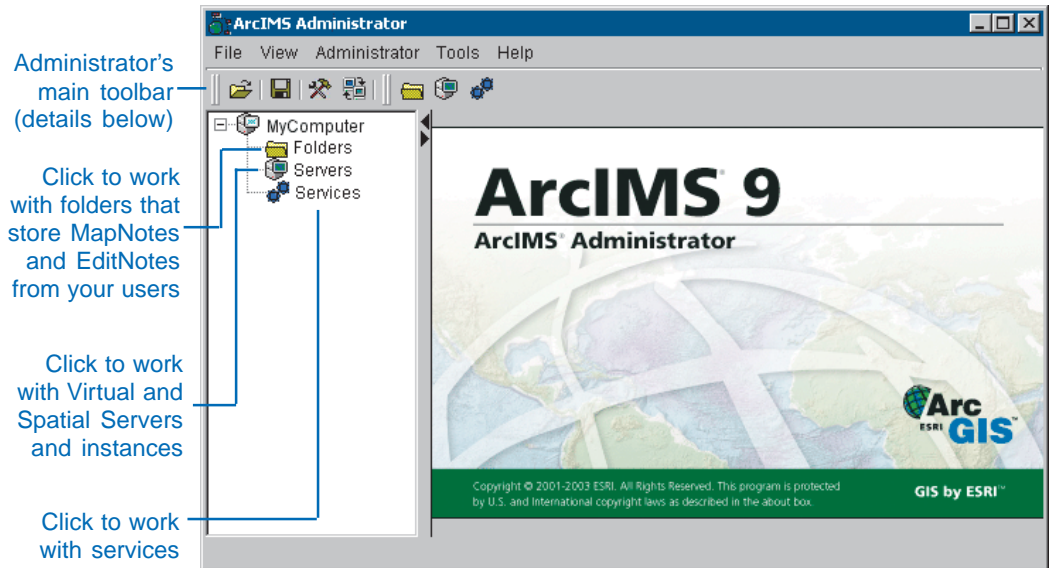 ArcIMS Administrator
File View Administrator Tools Help
Administrator's
main toolbar
(details below)
MyComputer
Folders
Servers
Services
Click to work
with folders that
store MapNotes
and EditNotes
from your users
Click to work
with Virtual and
Spatial Servers
and instances
Click to work
with services
ArcIMS® 9
ArcIMS® Administrator
Arc
ESRI GIS™
Copyright © 2001-2003 ESRI. All Rights Reserved. This program is protected
by U.S. and International copyright laws as described in the about box.
GIS by ESRI™